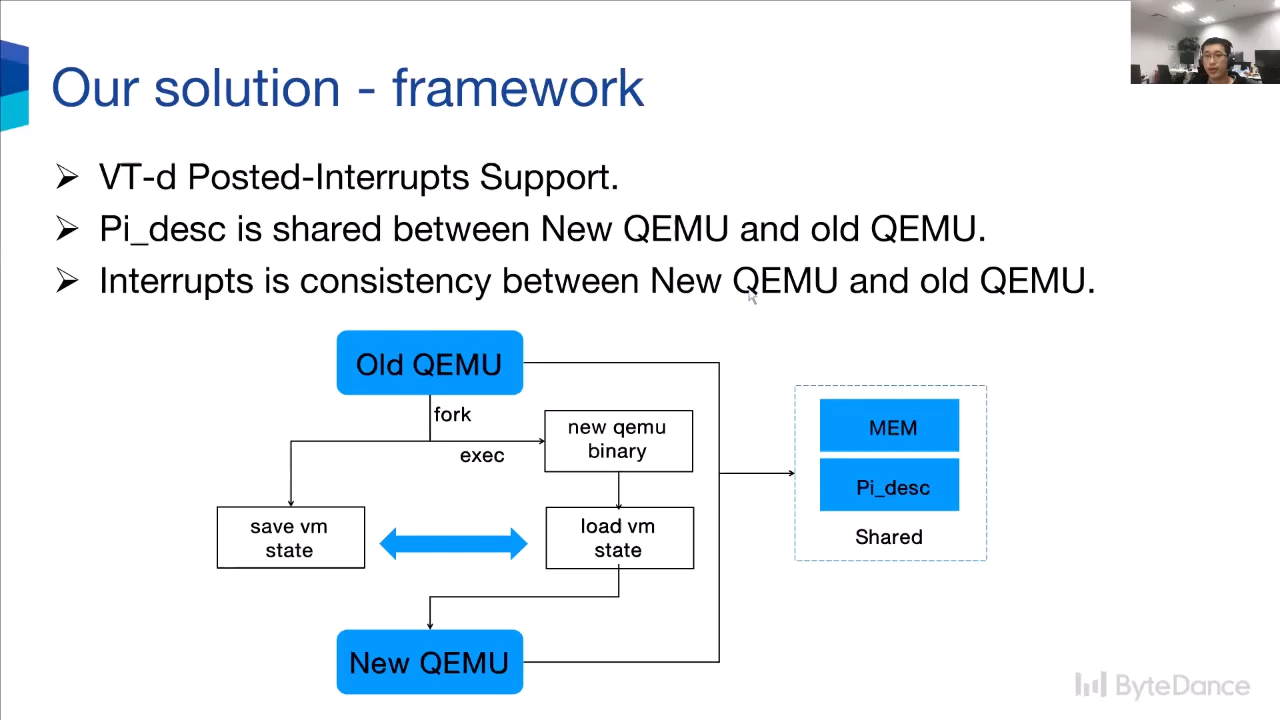 Our solution - framework
VT-d Posted-Interrupts Support.
Pi_desc is shared between New QEMU and old QEMU.
Interrupts is consistency between New QEMU and old QEMU.
Old QEMU
fork
exec
new qemu
binary
MEM
Pi_desc
Shared
save vm
state
load vm
state
New QEMU
ByteDance